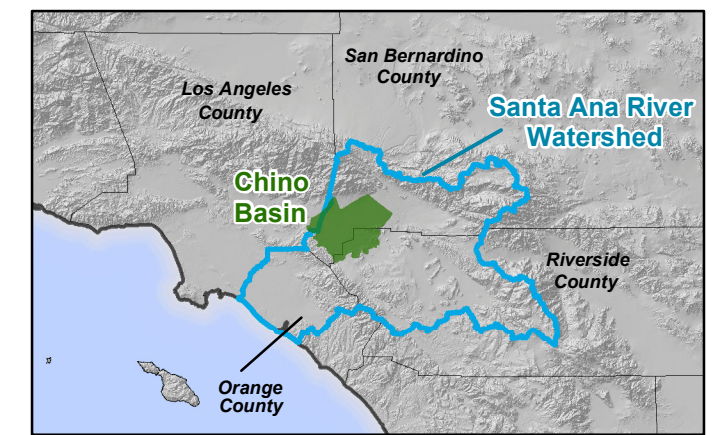 San Bernardino
County
Los Angeles
County
Santa Ana River
Watershed
Chino
Basin
Riverside
County
Orange
County